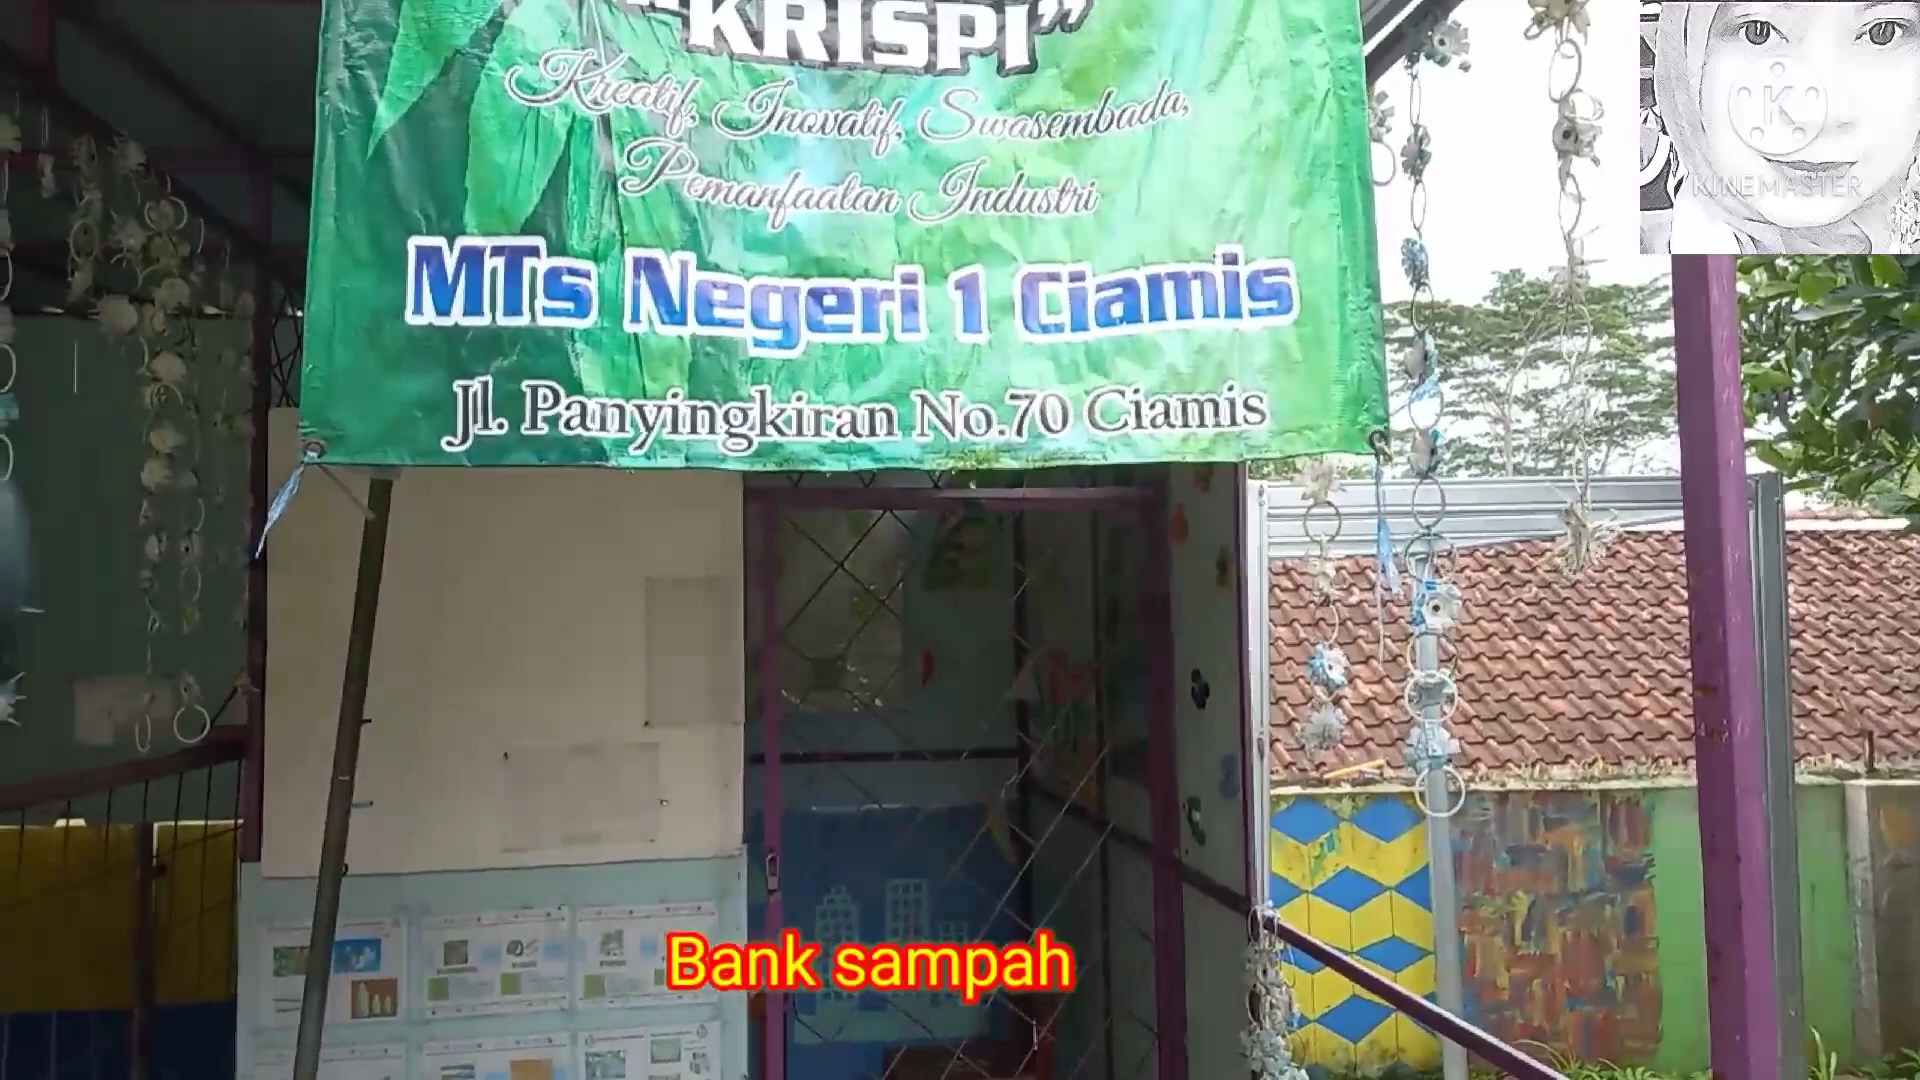 "KRISPI"
Kreatif, Inovatif, Swasembada,
Pemanfaatan Industri
MTs Negeri 1 Ciamis
Jl. Panyingkiran No.70 Ciamis
K
KINEMASTER
Bank sampah